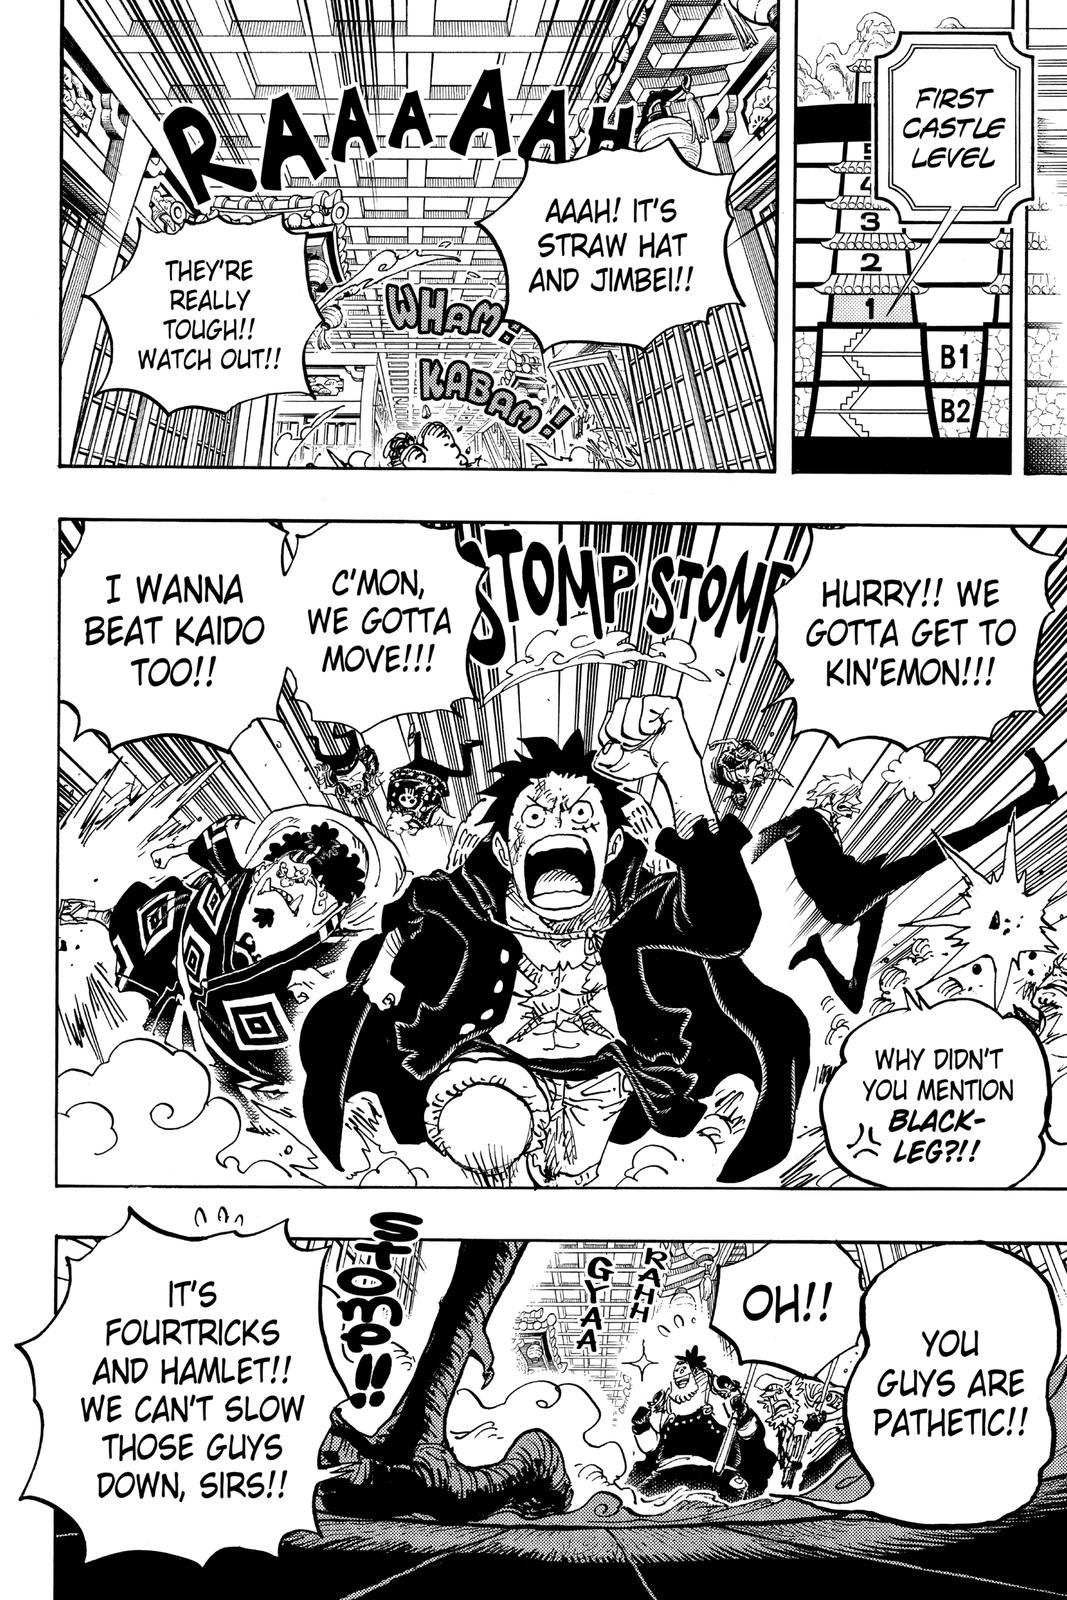 FIRST
CASTLE
LEVEL
5
4
3
2
1
B1
B2
RAAAAAAH
AAAH! IT'S
STRAW HAT
AND JIMBEI!!
WHAM!
KABAM!
THEY'RE
REALLY
TOUGH!!
WATCH OUT!!
HURRY!! WE
GOTTA GET TO
KIN'EMON!!!
STOMP STOMP
C'MON,
WE GOTTA
MOVE!!!
I WANNA
BEAT KAIDO
TOO!!
WHY DIDN'T
YOU MENTION
BLACK-
LEG?!!
YOU
GUYS ARE
PATHETIC!!
OH!!
RAHH
GYAA
STOMP!!
IT'S
FOURTRICKS
AND HAMLET!!
WE CAN'T SLOW
THOSE GUYS
DOWN, SIRS!!